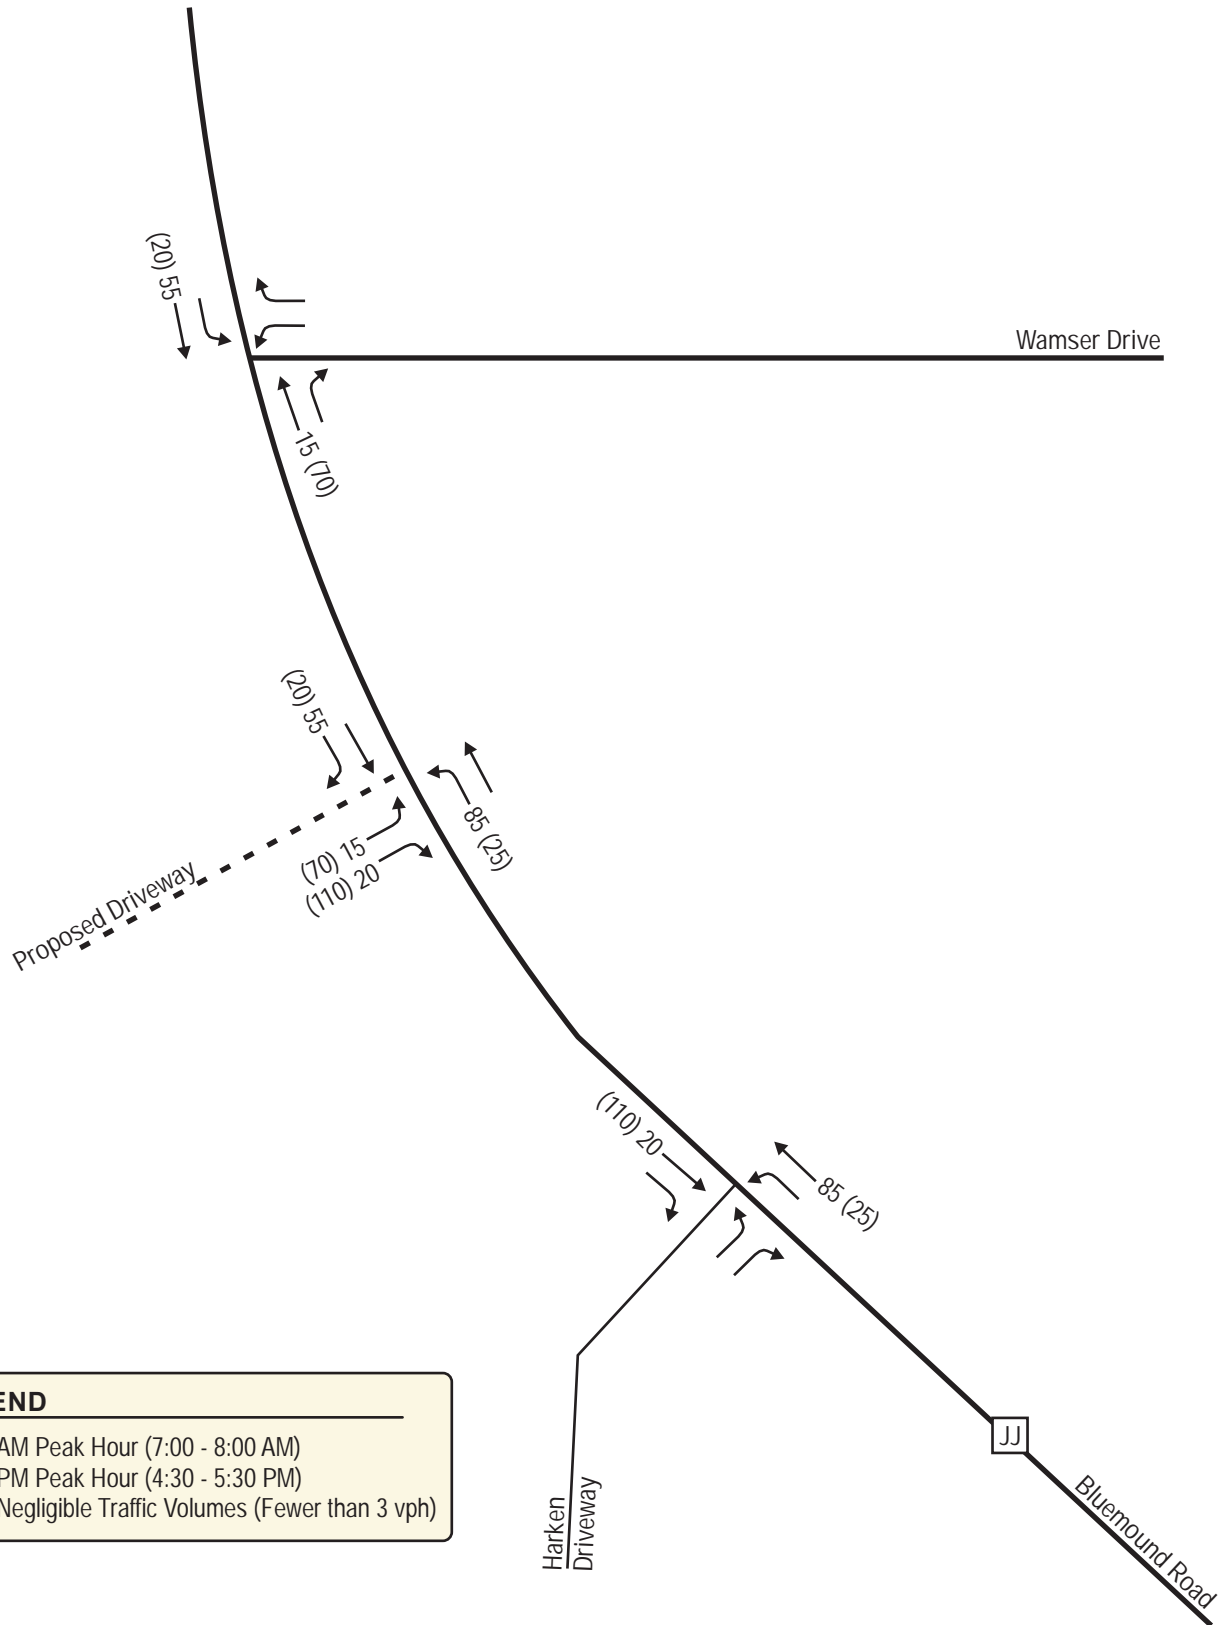 (20) 55
Wamser Drive
15 (70)
(20) 55
85 (25)
(70) 15
(110) 20
Proposed Driveway
(110) 20
85 (25)
END
AM Peak Hour (7:00 - 8:00 AM)
PM Peak Hour (4:30 - 5:30 PM)
Negligible Traffic Volumes (Fewer than 3 vph)
JJ
Harken
Driveway
Bluemound Road